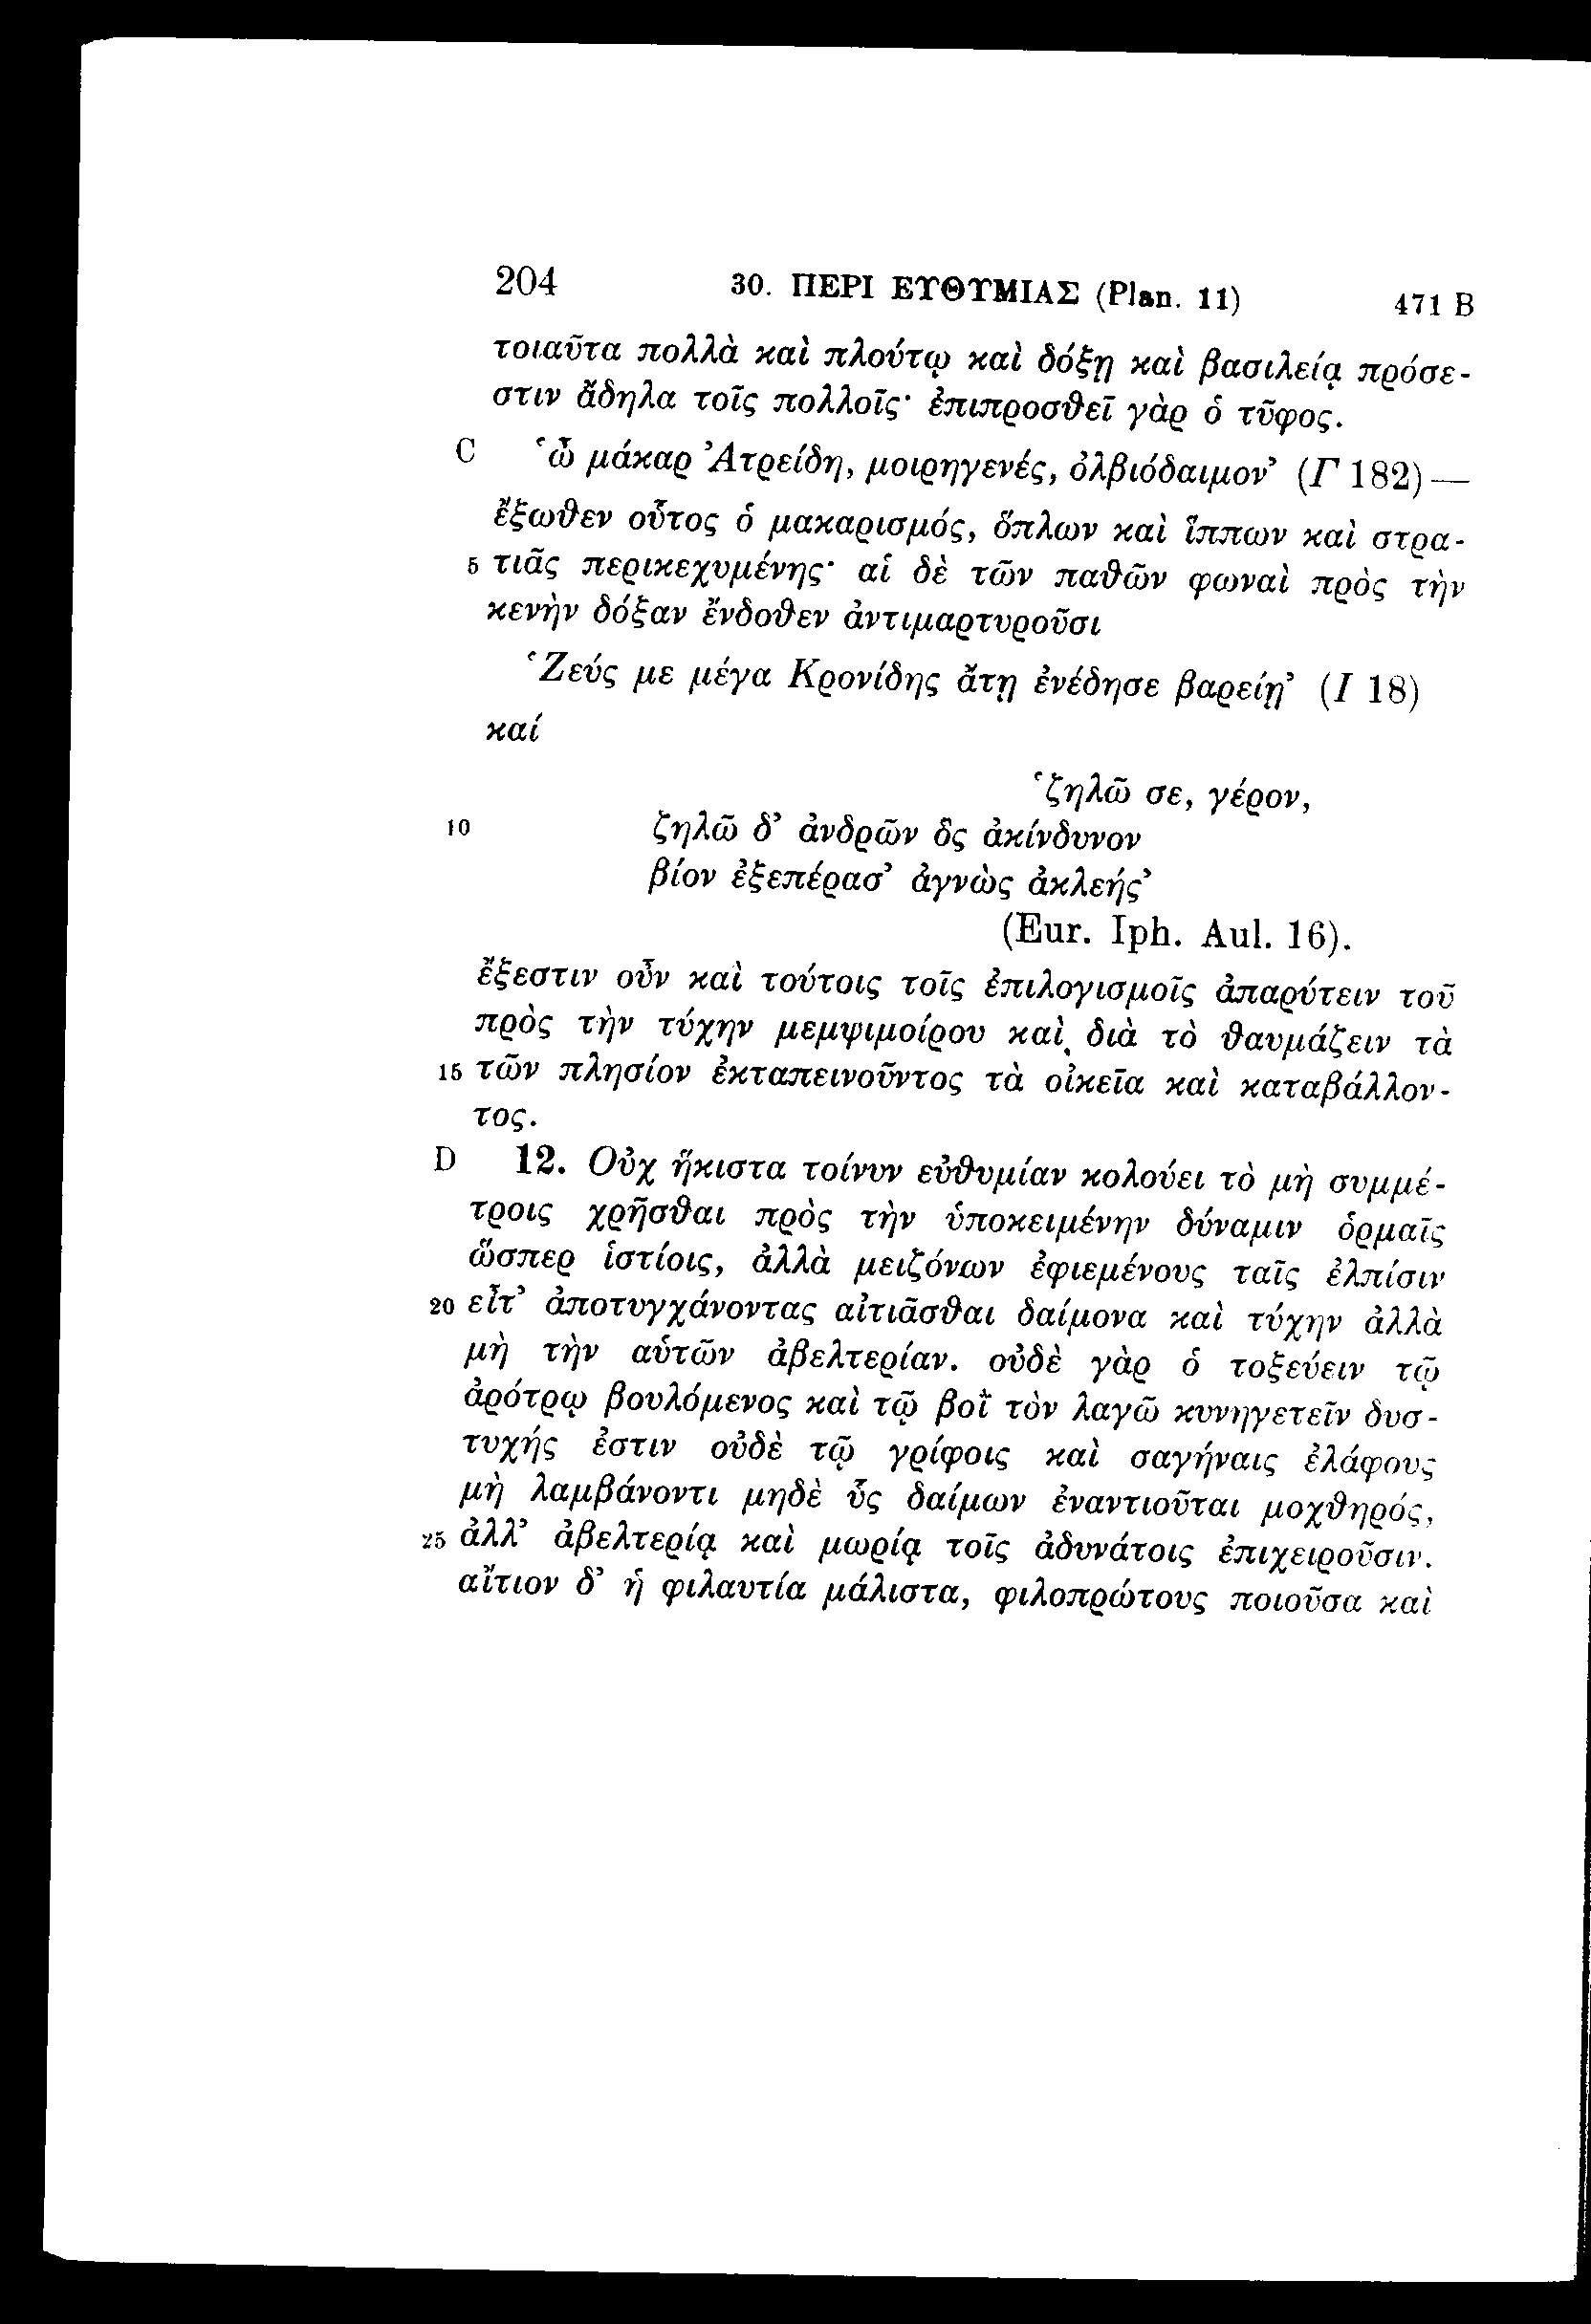 204 30. ΠΕΡΙ ΕΥΘΥΜΙΑΣ (Plan. 11) 471 B
τοιαῦτα πολλὰ καὶ πλούτῳ καὶ δόξῃ καὶ βασιλείᾳ πρόσε-
στιν ἄδηλα τοῖς πολλοῖς· ἐπιπροσθεῖ γὰρ ὁ τῦφος.
C ‘ὦ μάκαρ Ἀτρείδη, μοιρηγενές, ὀλβιόδαιμον’ (Γ 182) —
ἔξωθεν οὗτος ὁ μακαρισμός, ὅπλων καὶ ἵππων καὶ στρα-
5 τιᾶς περικεχυμένης· αἱ δὲ τῶν παθῶν φωναὶ πρὸς τὴν
κενὴν δόξαν ἔνδοθεν ἀντιμαρτυροῦσι
‘Ζεύς με μέγα Κρονίδης ἄτῃ ἐνέδησε βαρείῃ’ (Ι 18)
καί
‘ζηλῶ σε, γέρον,
10 ζηλῶ δ’ ἀνδρῶν ὃς ἀκίνδυνον
βίον ἐξεπέρασ’ ἀγνὼς ἀκλεής’
(Eur. Iph. Aul. 16).
ἔξεστιν οὖν καὶ τούτοις τοῖς ἐπιλογισμοῖς ἀπαρύτειν τοῦ
πρὸς τὴν τύχην μεμψιμοίρου καὶ διὰ τὸ θαυμάζειν τὰ
15 τῶν πλησίον ἐκταπεινοῦντος τὰ οἰκεῖα καὶ καταβάλλον-
τος.
D 12. Οὐχ ἥκιστα τοίνυν εὐθυμίαν κολούει τὸ μὴ συμμέ-
τροις χρῆσθαι πρὸς τὴν ὑποκειμένην δύναμιν ὁρμαῖς
ὥσπερ ἱστίοις, ἀλλὰ μειζόνων ἐφιεμένους ταῖς ἐλπίσιν
20 εἶτ’ ἀποτυγχάνοντας αἰτιᾶσθαι δαίμονα καὶ τύχην ἀλλὰ
μὴ τὴν αὑτῶν ἀβελτερίαν. οὐδὲ γὰρ ὁ τοξεύειν τῷ
ἀρότρῳ βουλόμενος καὶ τῷ βοῒ τὸν λαγῶ κυνηγετεῖν δυσ-
τυχής ἐστιν οὐδὲ τῷ γρίφοις καὶ σαγήναις ἐλάφους
μὴ λαμβάνοντι μηδὲ ὗς δαίμων ἐναντιοῦται μοχθηρός,
25 ἀλλ’ ἀβελτερίᾳ καὶ μωρίᾳ τοῖς ἀδυνάτοις ἐπιχειροῦσιν.
αἴτιον δ’ ἡ φιλαυτία μάλιστα, φιλοπρώτους ποιοῦσα καὶ